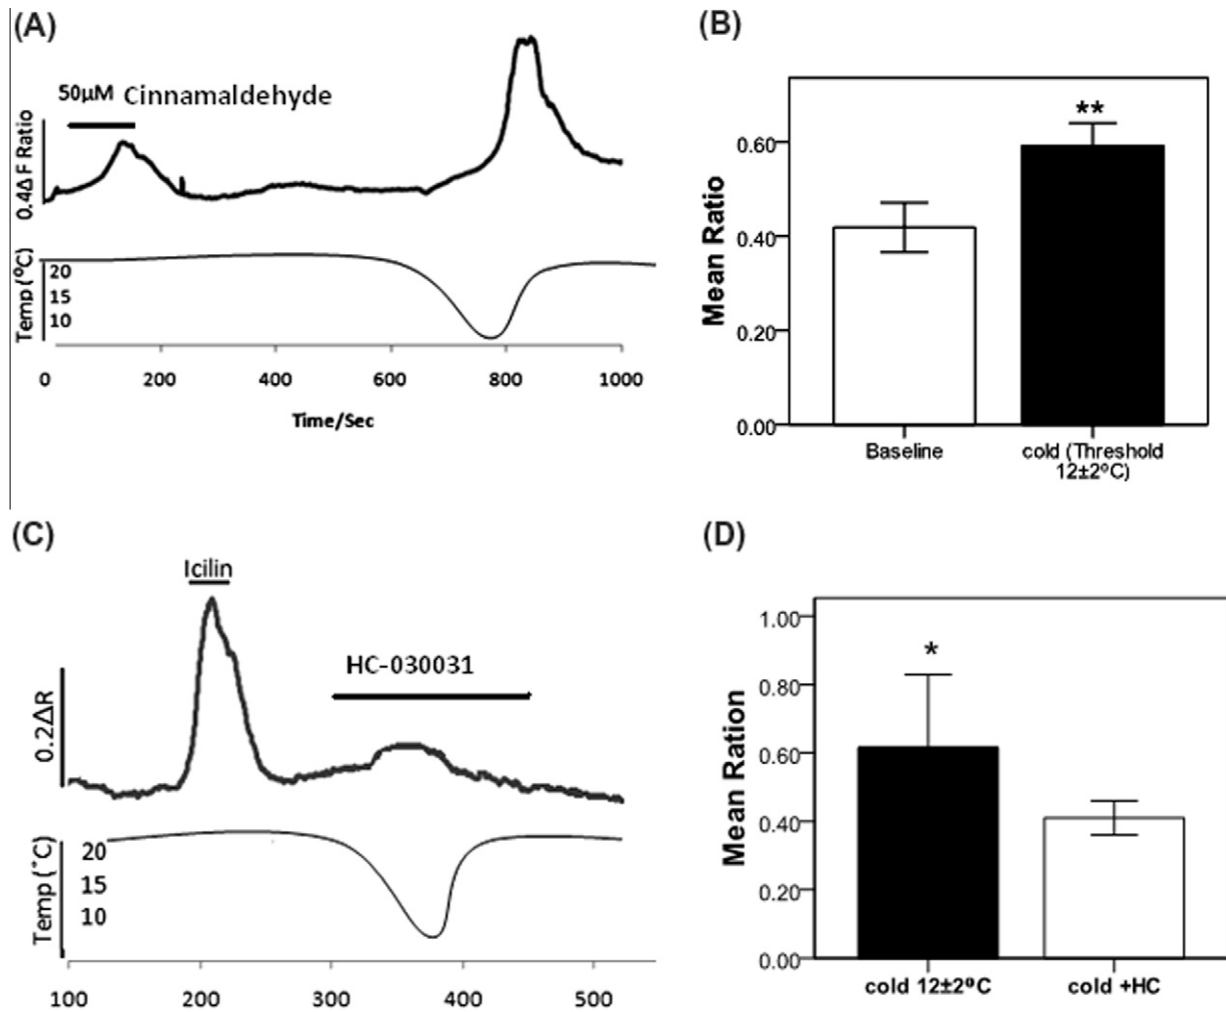 (A)
50µM Cinnamaldehyde
0.4Δ F Ratio
Temp (ºC)
20
15
10
0 200 400 600 800 1000
Time/Sec
(B)
**
Mean Ratio
0.60
0.40
0.20
0.00
Baseline
cold (Threshold
12±2ºC)
(C)
Icilin
HC-030031
0.2ΔR
Temp (˚C)
20
15
10
100 200 300 400 500
(D)
*
Mean Ration
1.00
0.80
0.60
0.40
0.20
0.00
cold 12±2ºC
cold +HC